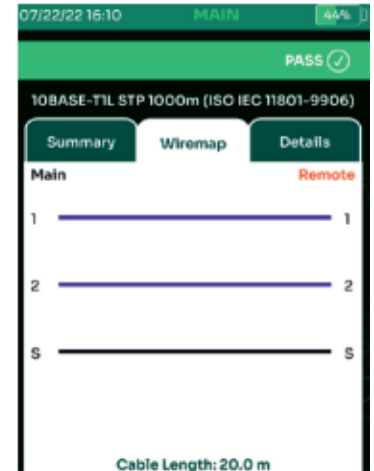 07/22/22 16:10 MAIN 44%
PASS
10BASE-T1L STP 1000m (ISO IEC 11801-9906)
Summary Wiremap Details
Main Remote
1 1
2 2
S S
Cable Length: 20.0 m